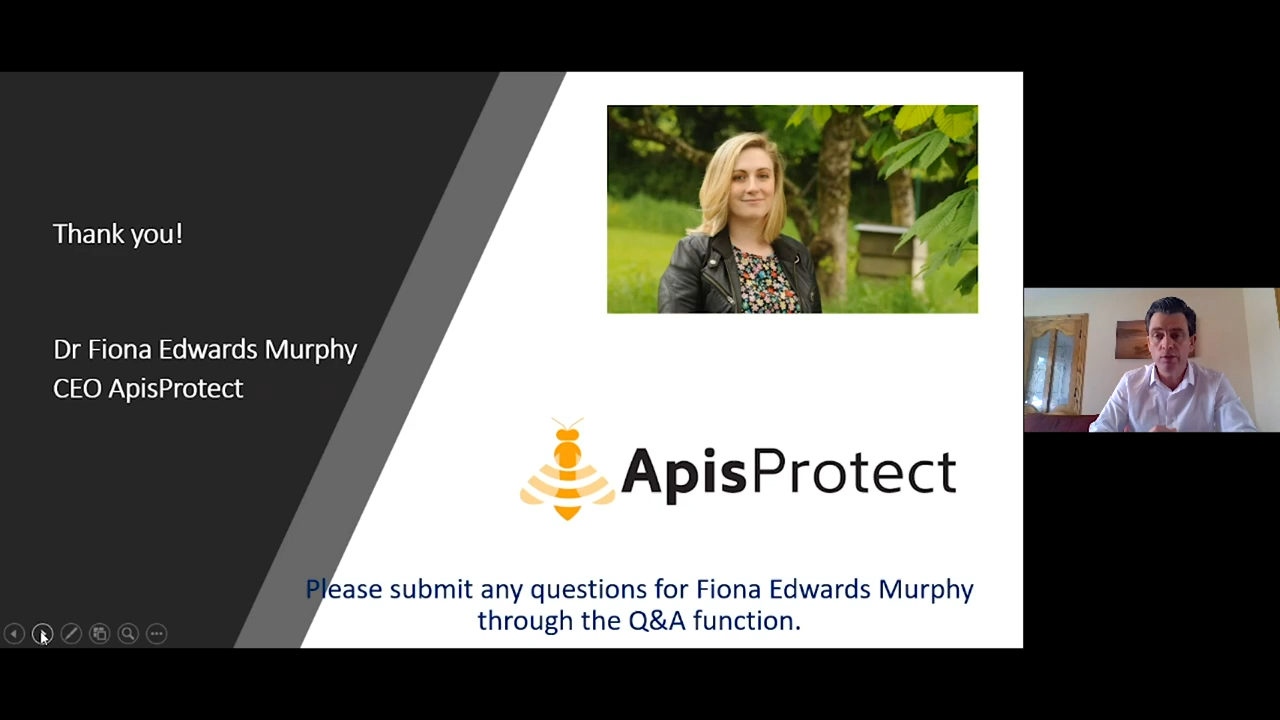 Thank you!
Dr Fiona Edwards Murphy
CEO ApisProtect
ApisProtect
Please submit any questions for Fiona Edwards Murphy
through the Q&A function.